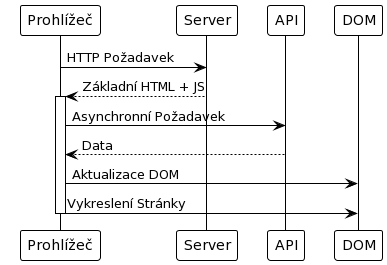 Prohlížeč Server API DOM
HTTP Požadavek
Základní HTML + JS
Asynchronní Požadavek
Data
Aktualizace DOM
Vykreslení Stránky
Prohlížeč Server API DOM